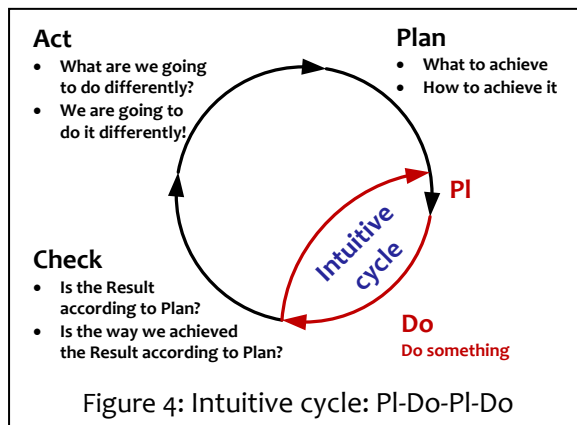 Act
• What are we going
to do differently?
• We are going to
do it differently!
Plan
• What to achieve
• How to achieve it
Pl
Intuitive
cycle
Check
• Is the Result
according to Plan?
• Is the way we achieved
the Result according to Plan?
Do
Do something
Figure 4: Intuitive cycle: Pl-Do-Pl-Do